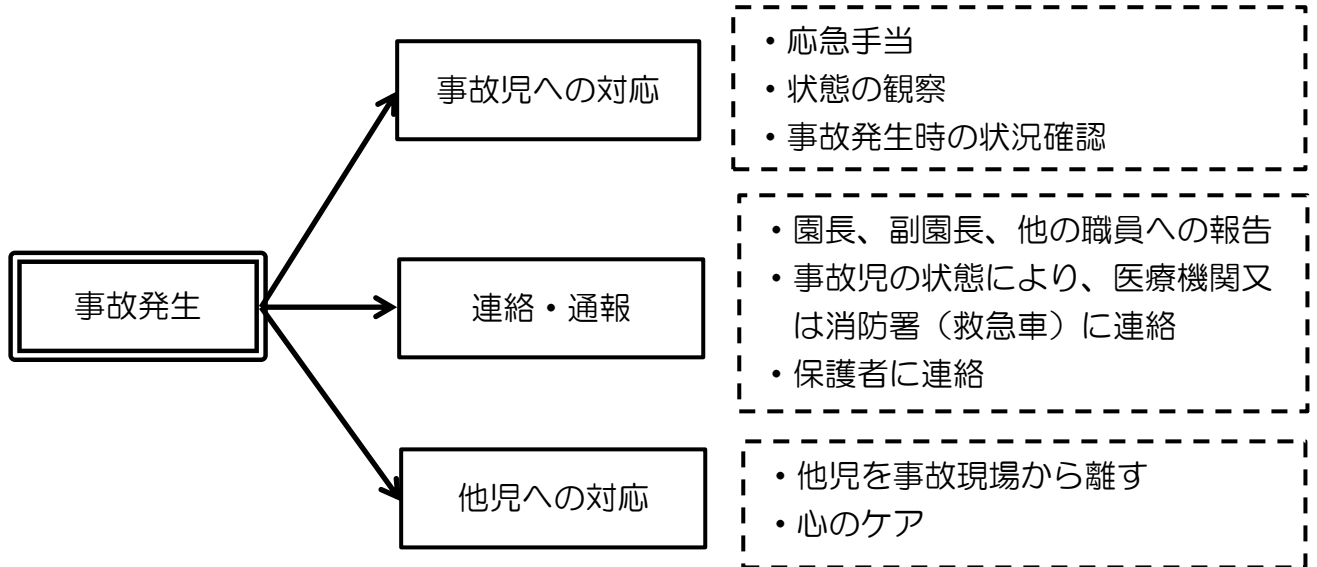 事故発生
事故児への対応
・応急手当
・状態の観察
・事故発生時の状況確認
連絡・通報
・園長、副園長、他の職員への報告
・事故児の状態により、医療機関又
は消防署（救急車）に連絡
・保護者に連絡
他児への対応
・他児を事故現場から離す
・心のケア